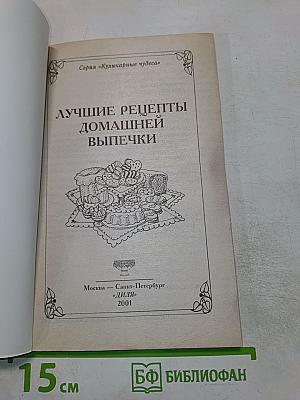 Серия «Кулинарные чудеса»
ЛУЧШИЕ РЕЦЕПТЫ
ДОМАШНЕЙ
ВЫПЕЧКИ
Москва — Санкт-Петербург
«ДИЛЯ»
2001
15 см
БФ БИБЛИОФАН